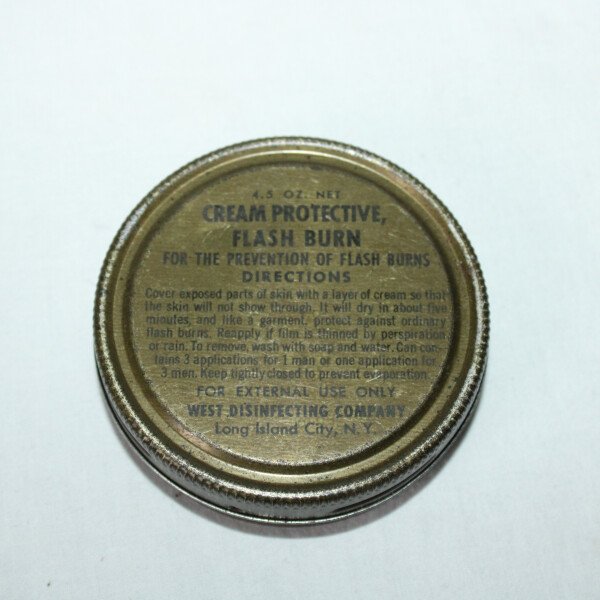 4.5 OZ. NET
CREAM PROTECTIVE,
FLASH BURN
FOR THE PREVENTION OF FLASH BURNS
DIRECTIONS
Cover exposed parts of skin with a layer of cream so that
the skin will not show through. It will dry in about five
minutes, and like a garment, protect against ordinary
flash burns. Reapply if film is thinned by perspiration
or rain. To remove, wash with soap and water. Can con-
tains 3 applications for 1 man or one application for
3 men. Keep tightly closed to prevent evaporation.
FOR EXTERNAL USE ONLY
WEST DISINFECTING COMPANY
Long Island City, N. Y.